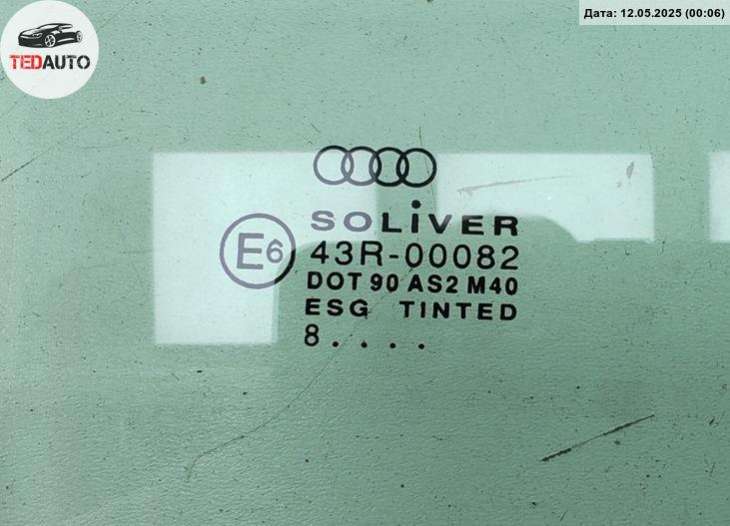 Дата: 12.05.2025 (00:06)
TEDAUTO
SOLiVER
E6 43R-00082
DOT 90 AS2 M40
ESG TINTED
8 . . . .